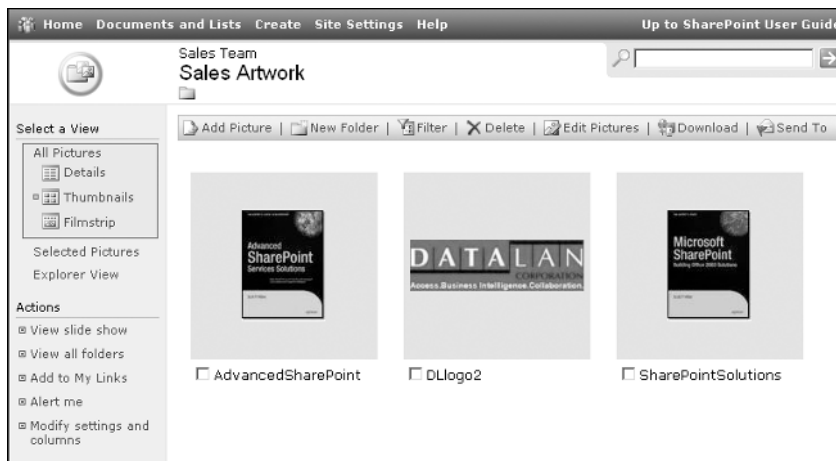 Home Documents and Lists Create Site Settings Help Up to SharePoint User Guide
Sales Team
Sales Artwork
Select a View
All Pictures
Details
Thumbnails
Filmstrip
Selected Pictures
Explorer View
Actions
View slide show
View all folders
Add to My Links
Alert me
Modify settings and
columns
Add Picture | New Folder | Filter | Delete | Edit Pictures | Download | Send To
Advanced
SharePoint
Services Solutions
DATALAN
CORPORATION
Access.Business Intelligence.Collaboration.
Microsoft
SharePoint
Building Office 2003 Solutions
AdvancedSharePoint
DLlogo2
SharePointSolutions